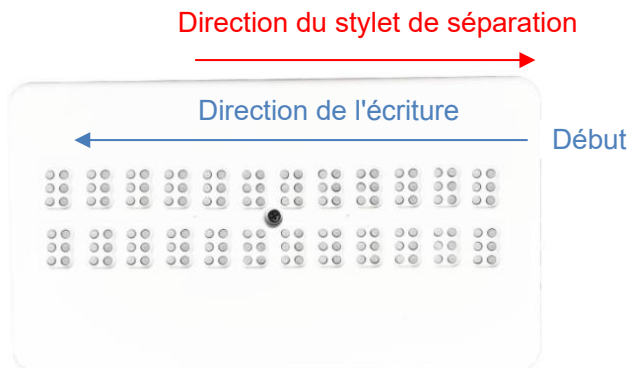 Direction du stylet de séparation
Direction de l'écriture
Début